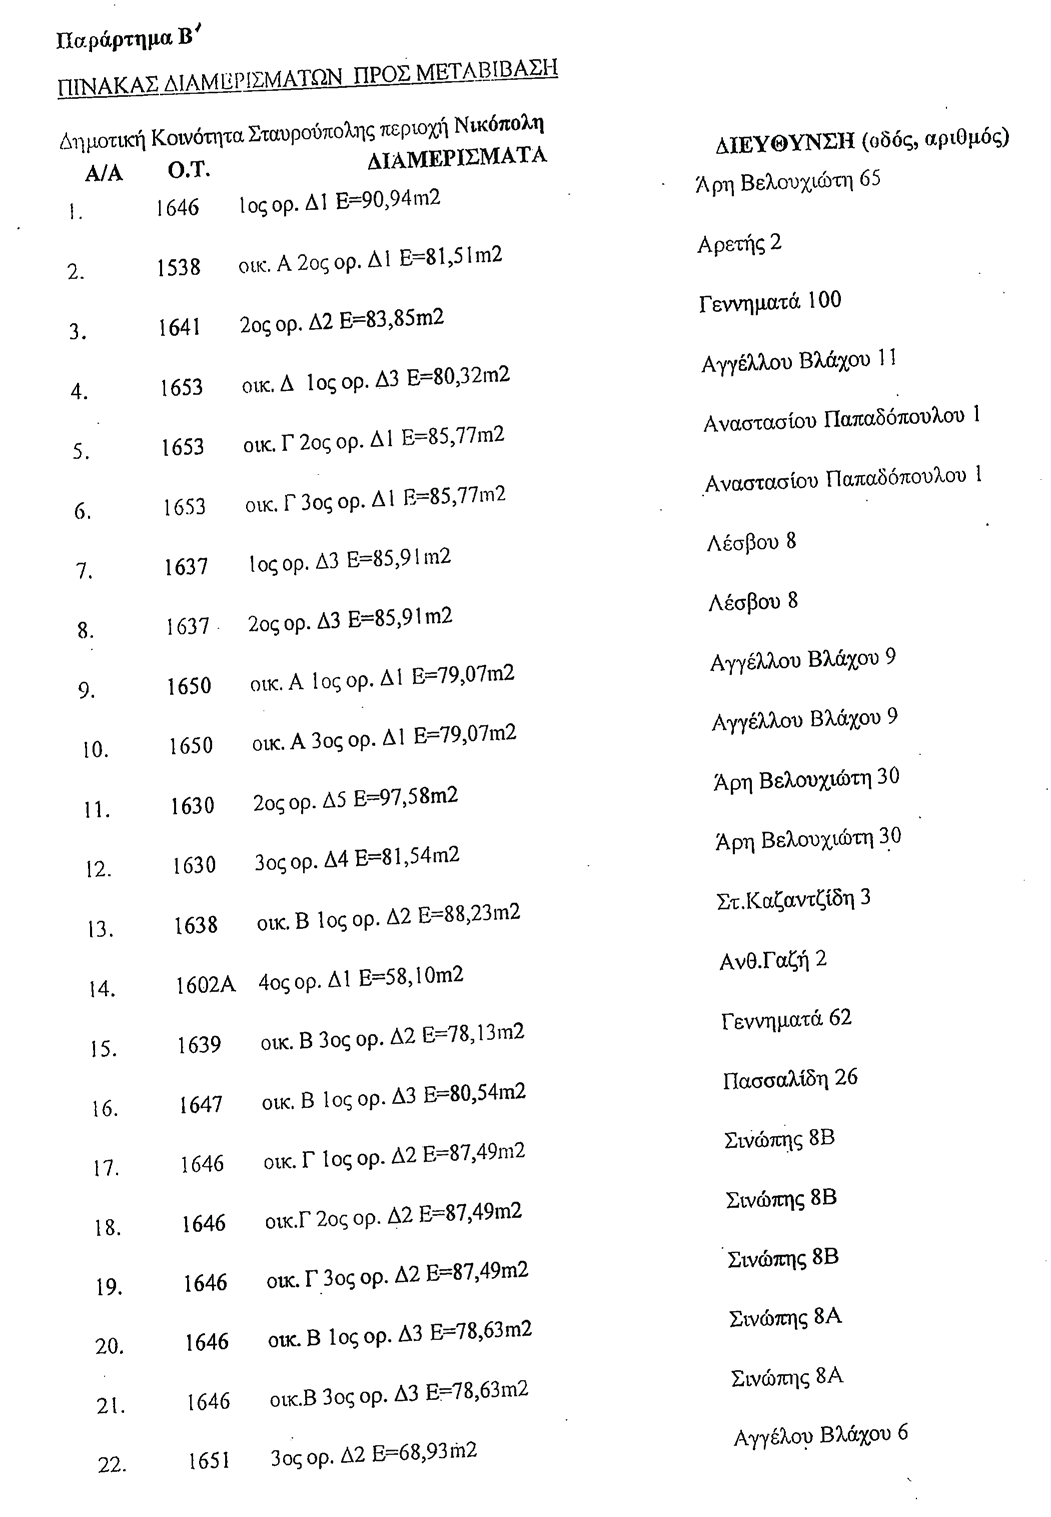 Παράρτημα Β΄
ΠΙΝΑΚΑΣ ΔΙΑΜΕΡΙΣΜΑΤΩΝ ΠΡΟΣ ΜΕΤΑΒΙΒΑΣΗ
Δημοτική Κοινότητα Σταυρούπολης περιοχή Νικόπολη
Α/Α Ο.Τ. ΔΙΑΜΕΡΙΣΜΑΤΑ ΔΙΕΥΘΥΝΣΗ (οδός, αριθμός)
1. 1646 1ος ορ. Δ1 Ε=90,94m2 Άρη Βελουχιώτη 65
2. 1538 οικ. Α 2ος ορ. Δ1 Ε=81,51m2 Αρετής 2
3. 1641 2ος ορ. Δ2 Ε=83,85m2 Γεννηματά 100
4. 1653 οικ. Δ 1ος ορ. Δ3 Ε=80,32m2 Αγγέλλου Βλάχου 11
5. 1653 οικ. Γ 2ος ορ. Δ1 Ε=85,77m2 Αναστασίου Παπαδόπουλου 1
6. 1653 οικ. Γ 3ος ορ. Δ1 Ε=85,77m2 Αναστασίου Παπαδόπουλου 1
7. 1637 1ος ορ. Δ3 Ε=85,91m2 Λέσβου 8
8. 1637 2ος ορ. Δ3 Ε=85,91m2 Λέσβου 8
9. 1650 οικ. Α 1ος ορ. Δ1 Ε=79,07m2 Αγγέλλου Βλάχου 9
10. 1650 οικ. Α 3ος ορ. Δ1 Ε=79,07m2 Αγγέλλου Βλάχου 9
11. 1630 2ος ορ. Δ5 Ε=97,58m2 Άρη Βελουχιώτη 30
12. 1630 3ος ορ. Δ4 Ε=81,54m2 Άρη Βελουχιώτη 30
13. 1638 οικ. Β 1ος ορ. Δ2 Ε=88,23m2 Στ.Καζαντζίδη 3
14. 1602Α 4ος ορ. Δ1 Ε=58,10m2 Ανθ.Γαζή 2
15. 1639 οικ. Β 3ος ορ. Δ2 Ε=78,13m2 Γεννηματά 62
16. 1647 οικ. Β 1ος ορ. Δ3 Ε=80,54m2 Πασσαλίδη 26
17. 1646 οικ. Γ 1ος ορ. Δ2 Ε=87,49m2 Σινώπης 8Β
18. 1646 οικ.Γ 2ος ορ. Δ2 Ε=87,49m2 Σινώπης 8Β
19. 1646 οικ. Γ 3ος ορ. Δ2 Ε=87,49m2 Σινώπης 8Β
20. 1646 οικ. Β 1ος ορ. Δ3 Ε=78,63m2 Σινώπης 8Α
21. 1646 οικ.Β 3ος ορ. Δ3 Ε=78,63m2 Σινώπης 8Α
22. 1651 3ος ορ. Δ2 Ε=68,93m2 Αγγέλου Βλάχου 6